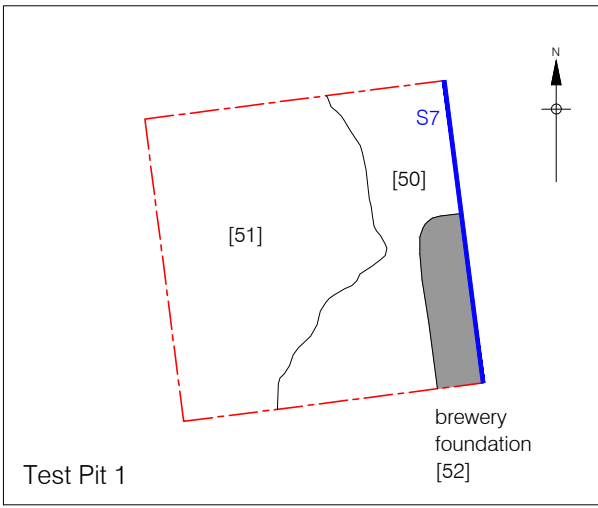 N
S7
[50]
[51]
brewery
foundation
[52]
Test Pit 1